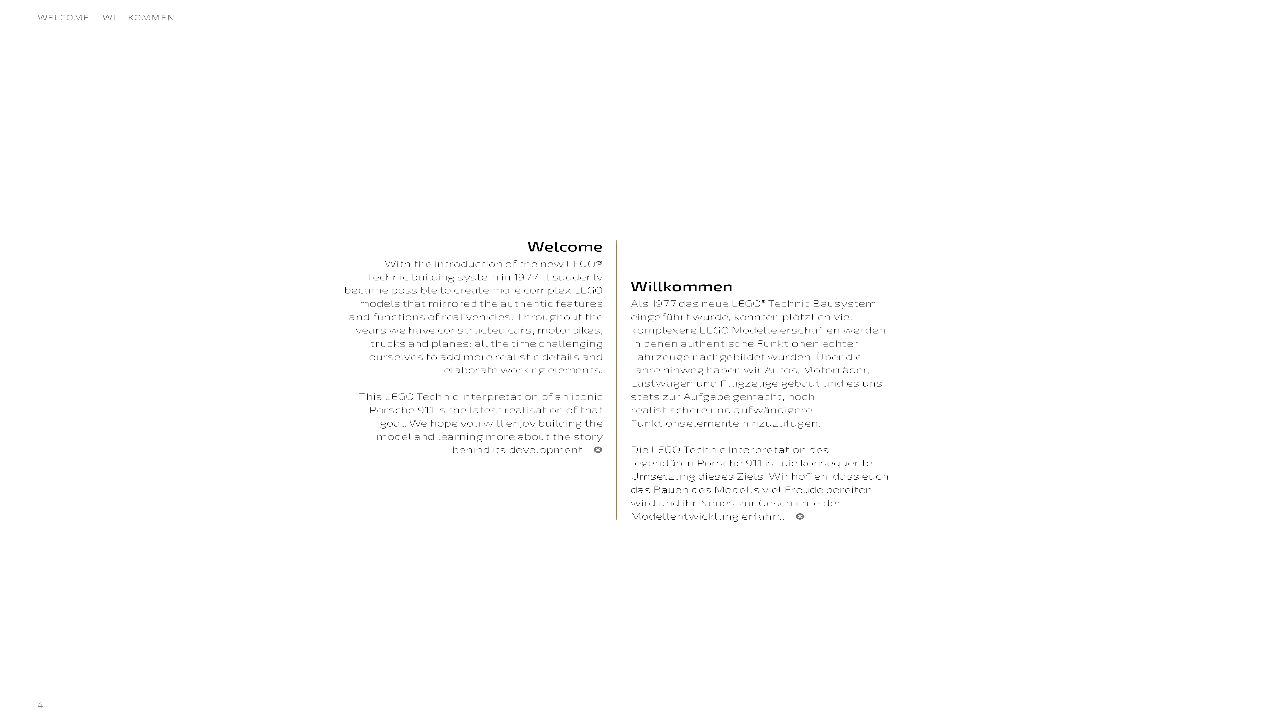 WELCOME WILLKOMMEN
Welcome
With the introduction of the new LEGO®
Technic building system in 1977 it suddenly
became possible to create more complex LEGO
models that mirrored the authentic features
and functions of real vehicles. Throughout the
years we have constructed cars, motorbikes,
trucks and planes: all the time challenging
ourselves to add more realistic details and
elaborate working elements.
This LEGO Technic interpretation of an iconic
Porsche 911 is the latest realisation of that
goal. We hope you will enjoy building the
model and learning more about the story
behind its development.
Willkommen
Als 1977 das neue LEGO® Technic Bausystem
eingeführt wurde, konnten plötzlich viel
komplexere LEGO Modelle erschaffen werden
in denen authentische Funktionen echter
Fahrzeuge nachgebildet wurden. Über die
Jahre hinweg haben wir Autos, Motorräder,
Lastwagen und Flugzeuge gebaut und es uns
stets zur Aufgabe gemacht, noch
realistischere und aufwändigere
Funktionselemente hinzuzufügen.
Die LEGO Technic Interpretation des
legendären Porsche 911 ist die konsequente
Umsetzung dieses Ziels. Wir hoffen, dass euch
das Bauen des Modells viel Freude bereiten
wird und ihr Neues zur Geschichte der
Modellentwicklung erfahrt.
4